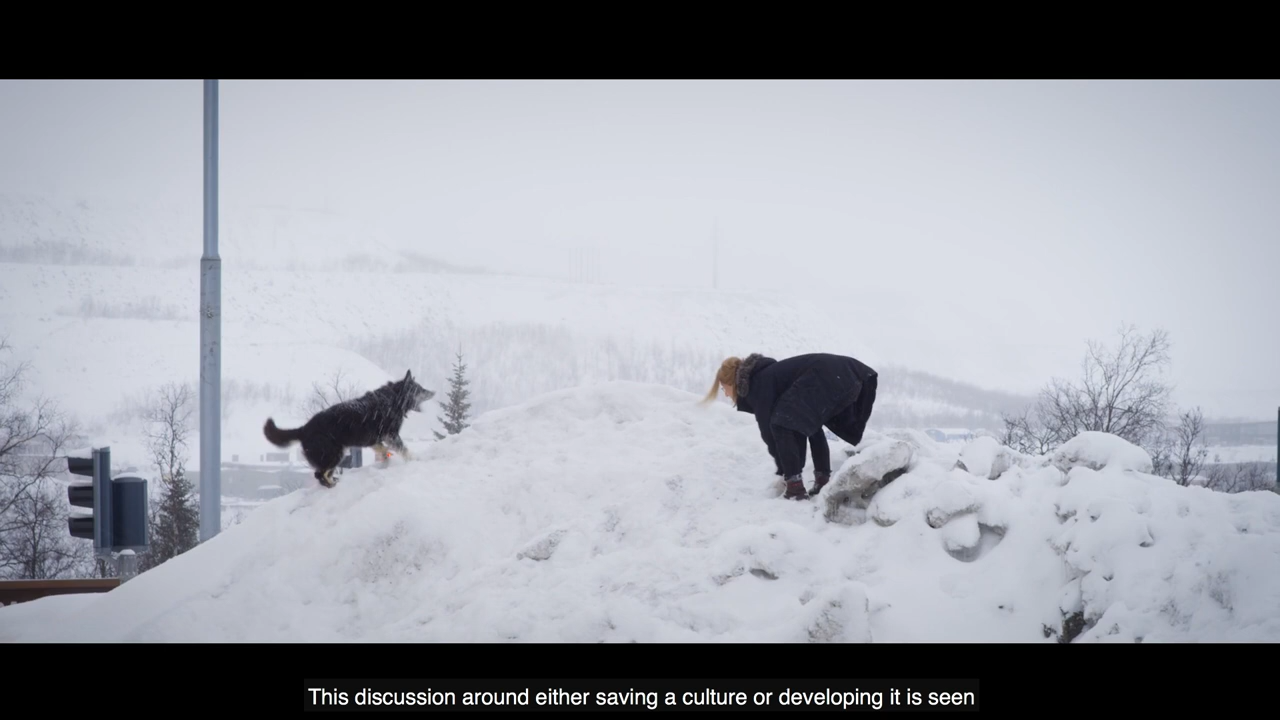 This discussion around either saving a culture or developing it is seen